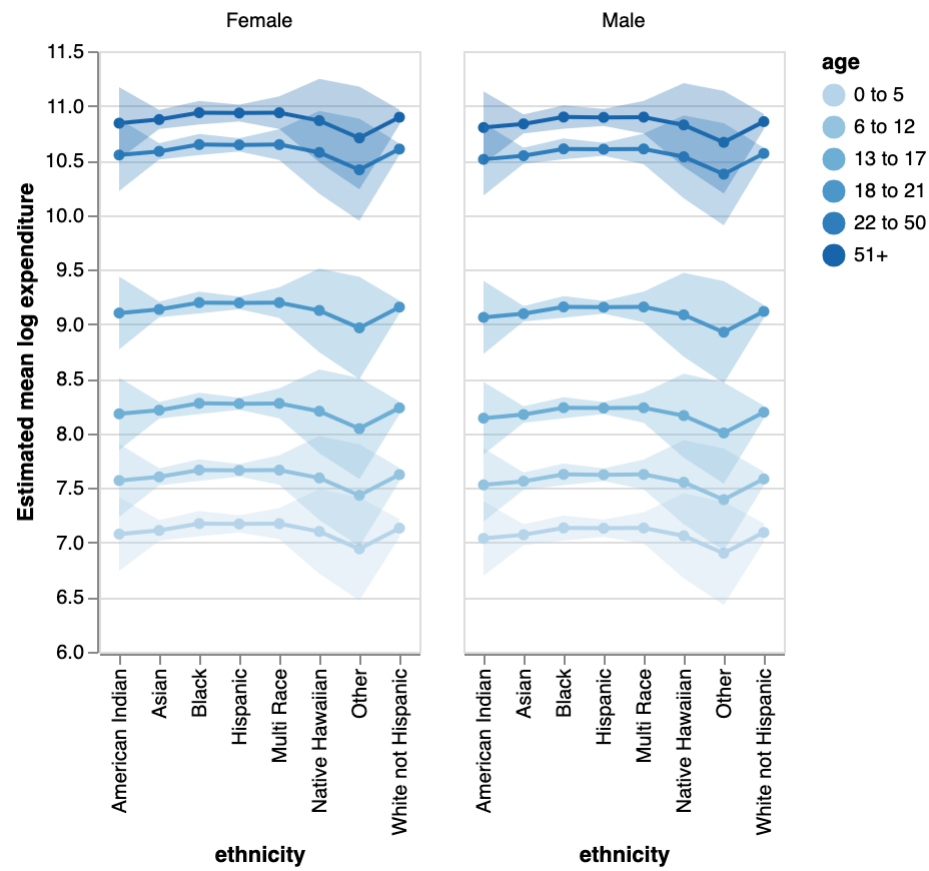 Female
Male
11.5
11.0
10.5
10.0
9.5
9.0
8.5
8.0
7.5
7.0
6.5
6.0
Estimated mean log expenditure
American Indian
Asian
Black
Hispanic
Multi Race
Native Hawaiian
Other
White not Hispanic
ethnicity
American Indian
Asian
Black
Hispanic
Multi Race
Native Hawaiian
Other
White not Hispanic
ethnicity
age
0 to 5
6 to 12
13 to 17
18 to 21
22 to 50
51+